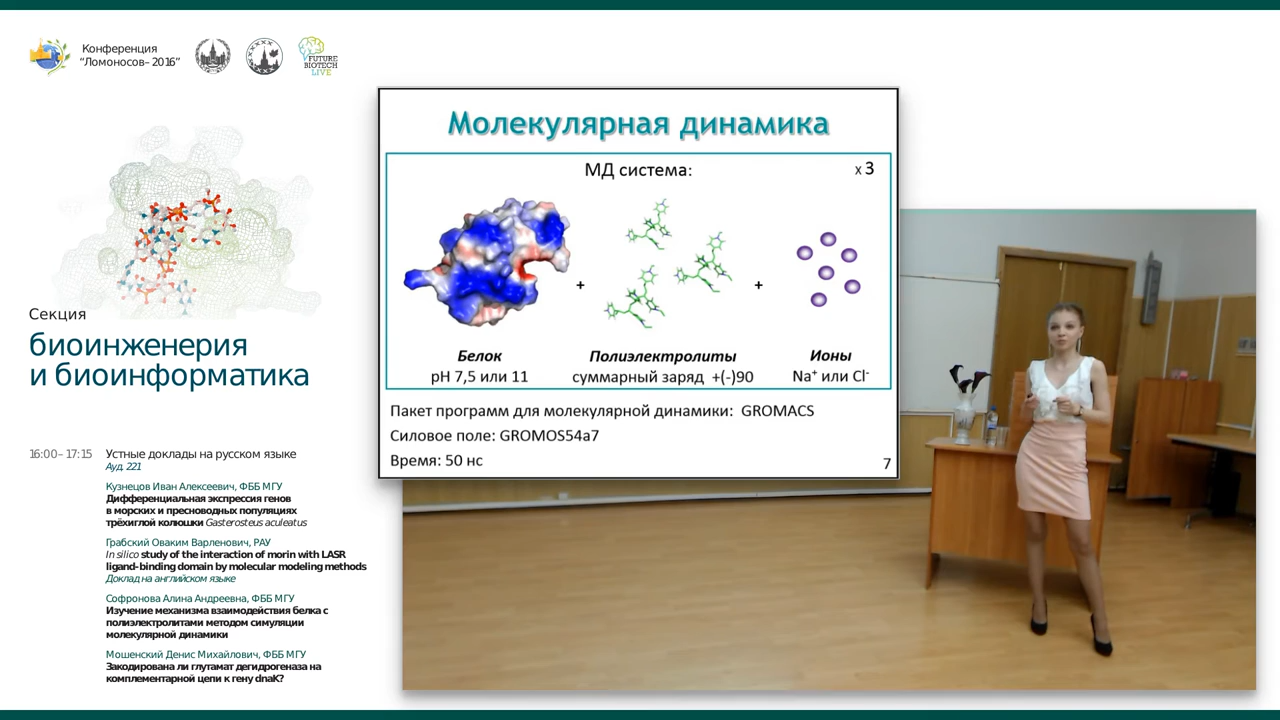 Конференция
“Ломоносов–2016”
FUTURE
BIOTECH
LIVE
Молекулярная динамика
МД система:
x 3
+
+
Белок
Полиэлектролиты
Ионы
pH 7,5 или 11
суммарный заряд +(-)90
Na⁺ или Cl⁻
Пакет программ для молекулярной динамики: GROMACS
Силовое поле: GROMOS54a7
Время: 50 нс
7
Секция
биоинженерия
и биоинформатика
16:00–17:15 Устные доклады на русском языке
Ауд. 221
Кузнецов Иван Алексеевич, ФББ МГУ
Дифференциальная экспрессия генов
в морских и пресноводных популяциях
трёхиглой колюшки Gasterosteus aculeatus
Грабский Оваким Варленович, РАУ
In silico study of the interaction of morin with LASR
ligand-binding domain by molecular modeling methods
Доклад на английском языке
Софронова Алина Андреевна, ФББ МГУ
Изучение механизма взаимодействия белка с
полиэлектролитами методом симуляции
молекулярной динамики
Мошенский Денис Михайлович, ФББ МГУ
Закодирована ли глутамат дегидрогеназа на
комплементарной цепи к гену dnaK?